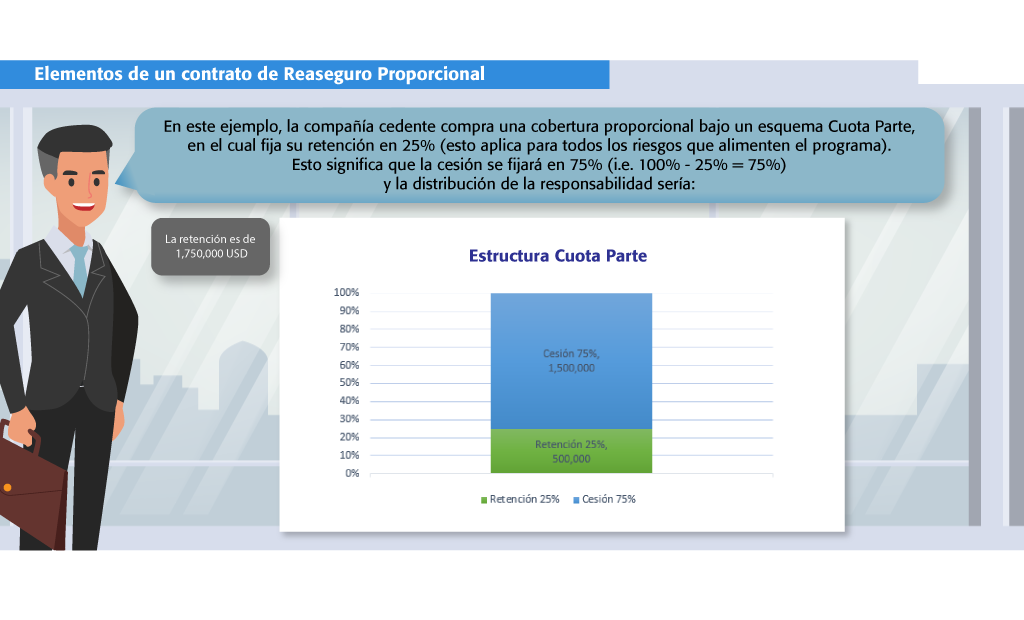 Elementos de un contrato de Reaseguro Proporcional
En este ejemplo, la compañía cedente compra una cobertura proporcional bajo un esquema Cuota Parte,
en el cual fija su retención en 25% (esto aplica para todos los riesgos que alimenten el programa).
Esto significa que la cesión se fijará en 75% (i.e. 100% - 25% = 75%)
y la distribución de la responsabilidad sería:
La retención es de
1,750,000 USD
Estructura Cuota Parte
100%
90%
80%
70%
60%
50%
40%
30%
20%
10%
0%
Cesión 75%,
1,500,000
Retención 25%,
500,000
Retención 25%
Cesión 75%